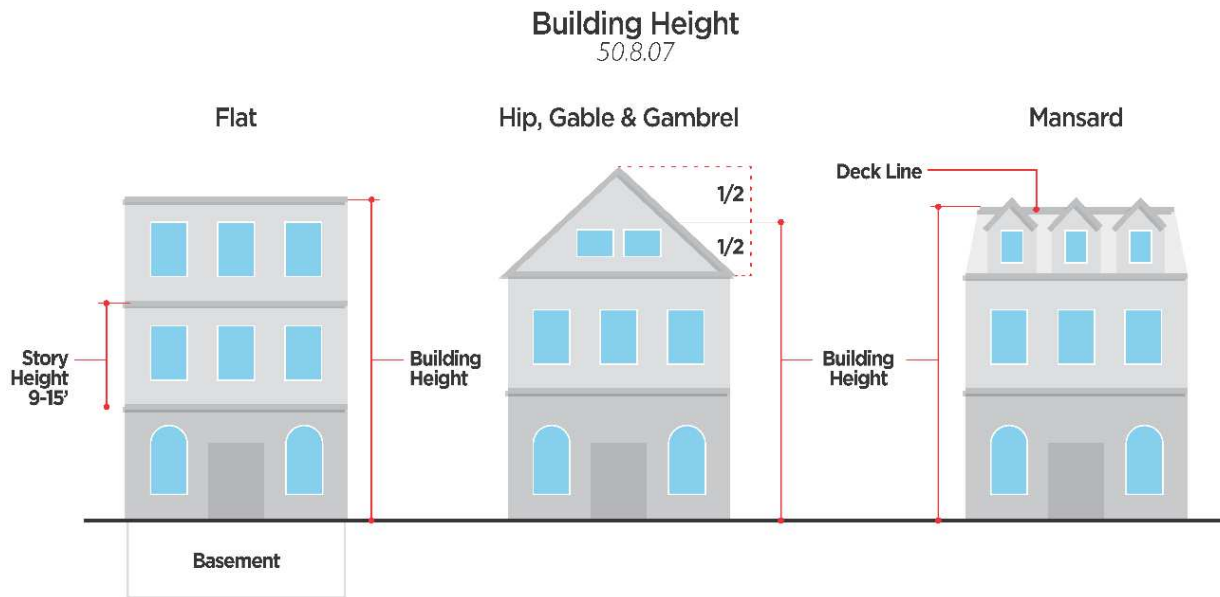 Building Height
50.8.07
Flat
Hip, Gable & Gambrel
Mansard
Deck Line
1/2
1/2
Story
Height
9-15'
Building
Height
Building
Height
Basement